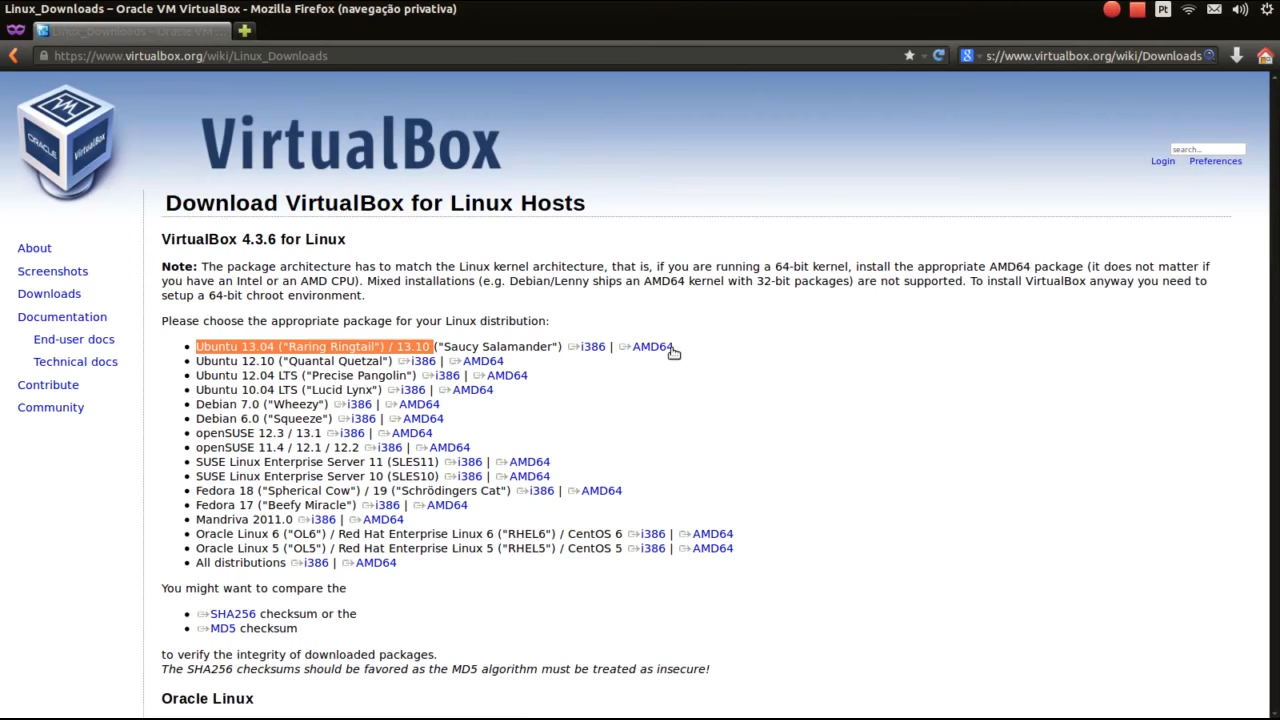 Linux_Downloads – Oracle VM VirtualBox - Mozilla Firefox (navegação privativa)
Pt
Linux_Downloads – Oracle VM ...
https://www.virtualbox.org/wiki/Linux_Downloads
s://www.virtualbox.org/wiki/Downloads
ORACLE
VirtualBox
VirtualBox
search...
Login Preferences
Download VirtualBox for Linux Hosts
VirtualBox 4.3.6 for Linux
About
Screenshots
Downloads
Documentation
End-user docs
Technical docs
Contribute
Community
Note: The package architecture has to match the Linux kernel architecture, that is, if you are running a 64-bit kernel, install the appropriate AMD64 package (it does not matter if
you have an Intel or an AMD CPU). Mixed installations (e.g. Debian/Lenny ships an AMD64 kernel with 32-bit packages) are not supported. To install VirtualBox anyway you need to
setup a 64-bit chroot environment.
Please choose the appropriate package for your Linux distribution:
Ubuntu 13.04 ("Raring Ringtail") / 13.10 ("Saucy Salamander") i386 | AMD64
Ubuntu 12.10 ("Quantal Quetzal") i386 | AMD64
Ubuntu 12.04 LTS ("Precise Pangolin") i386 | AMD64
Ubuntu 10.04 LTS ("Lucid Lynx") i386 | AMD64
Debian 7.0 ("Wheezy") i386 | AMD64
Debian 6.0 ("Squeeze") i386 | AMD64
openSUSE 12.3 / 13.1 i386 | AMD64
openSUSE 11.4 / 12.1 / 12.2 i386 | AMD64
SUSE Linux Enterprise Server 11 (SLES11) i386 | AMD64
SUSE Linux Enterprise Server 10 (SLES10) i386 | AMD64
Fedora 18 ("Spherical Cow") / 19 ("Schrödingers Cat") i386 | AMD64
Fedora 17 ("Beefy Miracle") i386 | AMD64
Mandriva 2011.0 i386 | AMD64
Oracle Linux 6 ("OL6") / Red Hat Enterprise Linux 6 ("RHEL6") / CentOS 6 i386 | AMD64
Oracle Linux 5 ("OL5") / Red Hat Enterprise Linux 5 ("RHEL5") / CentOS 5 i386 | AMD64
All distributions i386 | AMD64
You might want to compare the
SHA256 checksum or the
MD5 checksum
to verify the integrity of downloaded packages.
The SHA256 checksums should be favored as the MD5 algorithm must be treated as insecure!
Oracle Linux